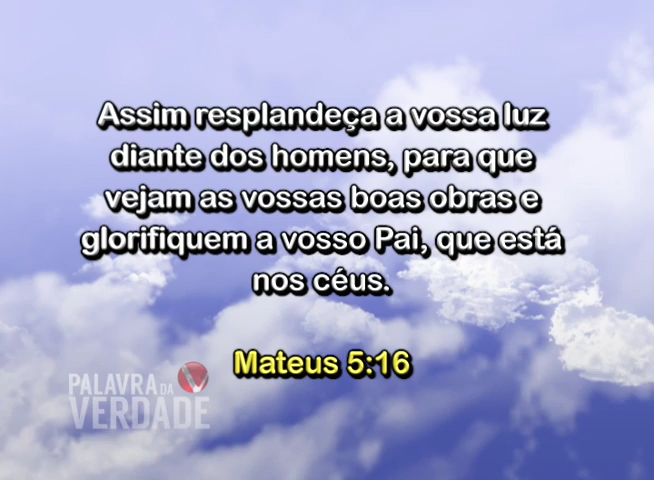 Assim resplandeça a vossa luz
diante dos homens, para que
vejam as vossas boas obras e
glorifiquem a vosso Pai, que está
nos céus.
Mateus 5:16
PALAVRA DA
VERDADE